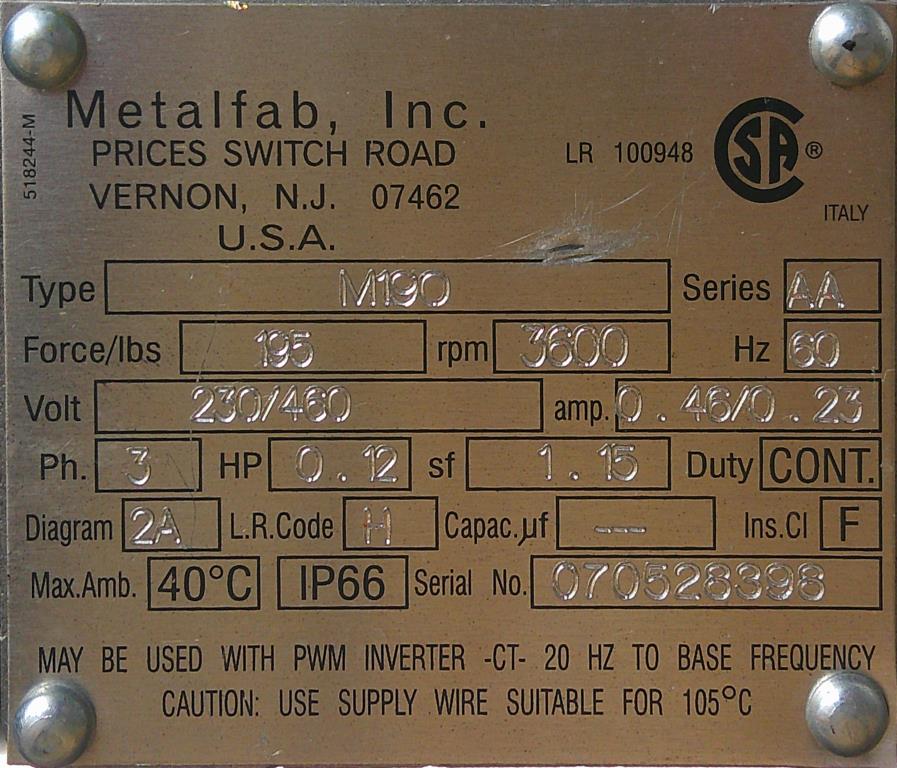 Metalfab, Inc.
518244-M
PRICES SWITCH ROAD LR 100948 SA ®
VERNON, N.J. 07462
ITALY
U.S.A.
Type M190 Series AA
Force/lbs 195 rpm 3600 Hz 60
Volt 230/460 amp. 0.46/0.23
Ph. 3 HP 0.12 sf 1.15 Duty CONT.
Diagram 2A L.R.Code H Capac.µf --- Ins.Cl F
Max.Amb. 40°C IP66 Serial No. 070528398
MAY BE USED WITH PWM INVERTER -CT- 20 HZ TO BASE FREQUENCY
CAUTION: USE SUPPLY WIRE SUITABLE FOR 105°C